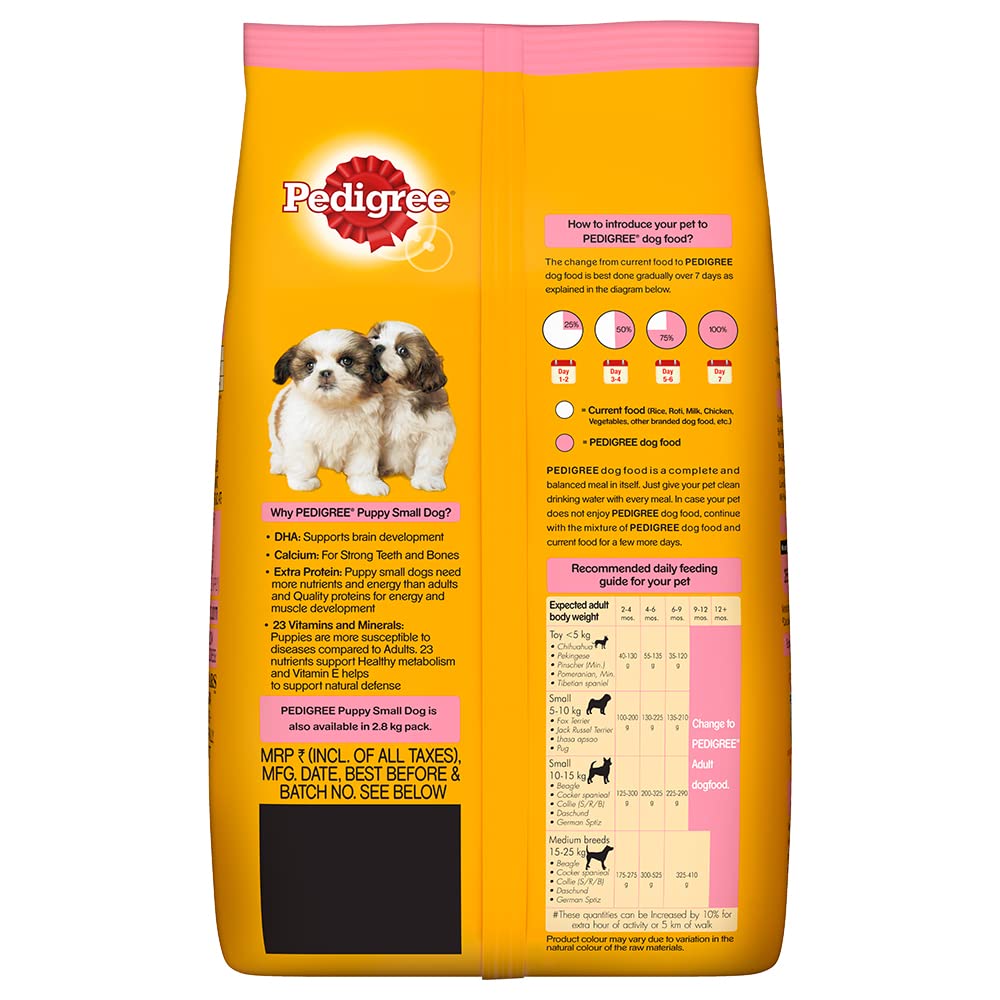 Pedigree®
Why PEDIGREE® Puppy Small Dog?
• DHA: Supports brain development
• Calcium: For Strong Teeth and Bones
• Extra Protein: Puppy small dogs need
more nutrients and energy than adults
and Quality proteins for energy and
muscle development
• 23 Vitamins and Minerals:
Puppies are more susceptible to
diseases compared to Adults. 23
nutrients support Healthy metabolism
and Vitamin E helps
to support natural defense
PEDIGREE Puppy Small Dog is
also available in 2.8 kg pack.
MRP ₹ (INCL. OF ALL TAXES),
MFG. DATE, BEST BEFORE &
BATCH NO. SEE BELOW
How to introduce your pet to
PEDIGREE® dog food?
The change from current food to PEDIGREE
dog food is best done gradually over 7 days as
explained in the diagram below.
25% 50% 75% 100%
Day Day Day Day
1-2 3-4 5-6 7
= Current food (Rice, Roti, Milk, Chicken,
Vegetables, other branded dog food, etc.)
= PEDIGREE dog food
PEDIGREE dog food is a complete and
balanced meal in itself. Just give your pet clean
drinking water with every meal. In case your pet
does not enjoy PEDIGREE dog food, continue
with the mixture of PEDIGREE dog food and
current food for a few more days.
Recommended daily feeding
guide for your pet
Expected adult 2-4 4-6 6-9 9-12 12+
body weight mos. mos. mos. mos. mos.
Toy <5 kg
• Chihuahua
• Pekingese 40-130 55-135 35-120
• Pinscher (Min.) g g g
• Pomeranian, Min.
• Tibetian spaniel
Small
5-10 kg
• Fox Terrier 100-200 130-225 135-210
• Jack Russel Terrier g g g
• Lhasa apsao
• Pug
Change to
PEDIGREE®
Adult
dogfood.
Small
10-15 kg
• Beagle
• Cocker spanieal 125-300 200-325 225-290
• Collie (S/R/B) g g g
• Daschund
• German Sptiz
Medium breeds
15-25 kg
• Beagle
• Cocker spanieal 175-275 300-525 325-410
• Collie (S/R/B) g g g
• Daschund
• German Sptiz
#These quantities can be Increased by 10% for
extra hour of activity or 5 km of walk
Product colour may vary due to variation in the
natural colour of the raw materials.